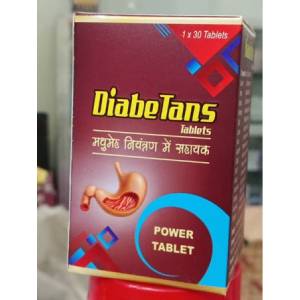 1 x 30 Tablets
DiabeTans
Tablets
मधुमेह नियंत्रण में सहायक
POWER
TABLET